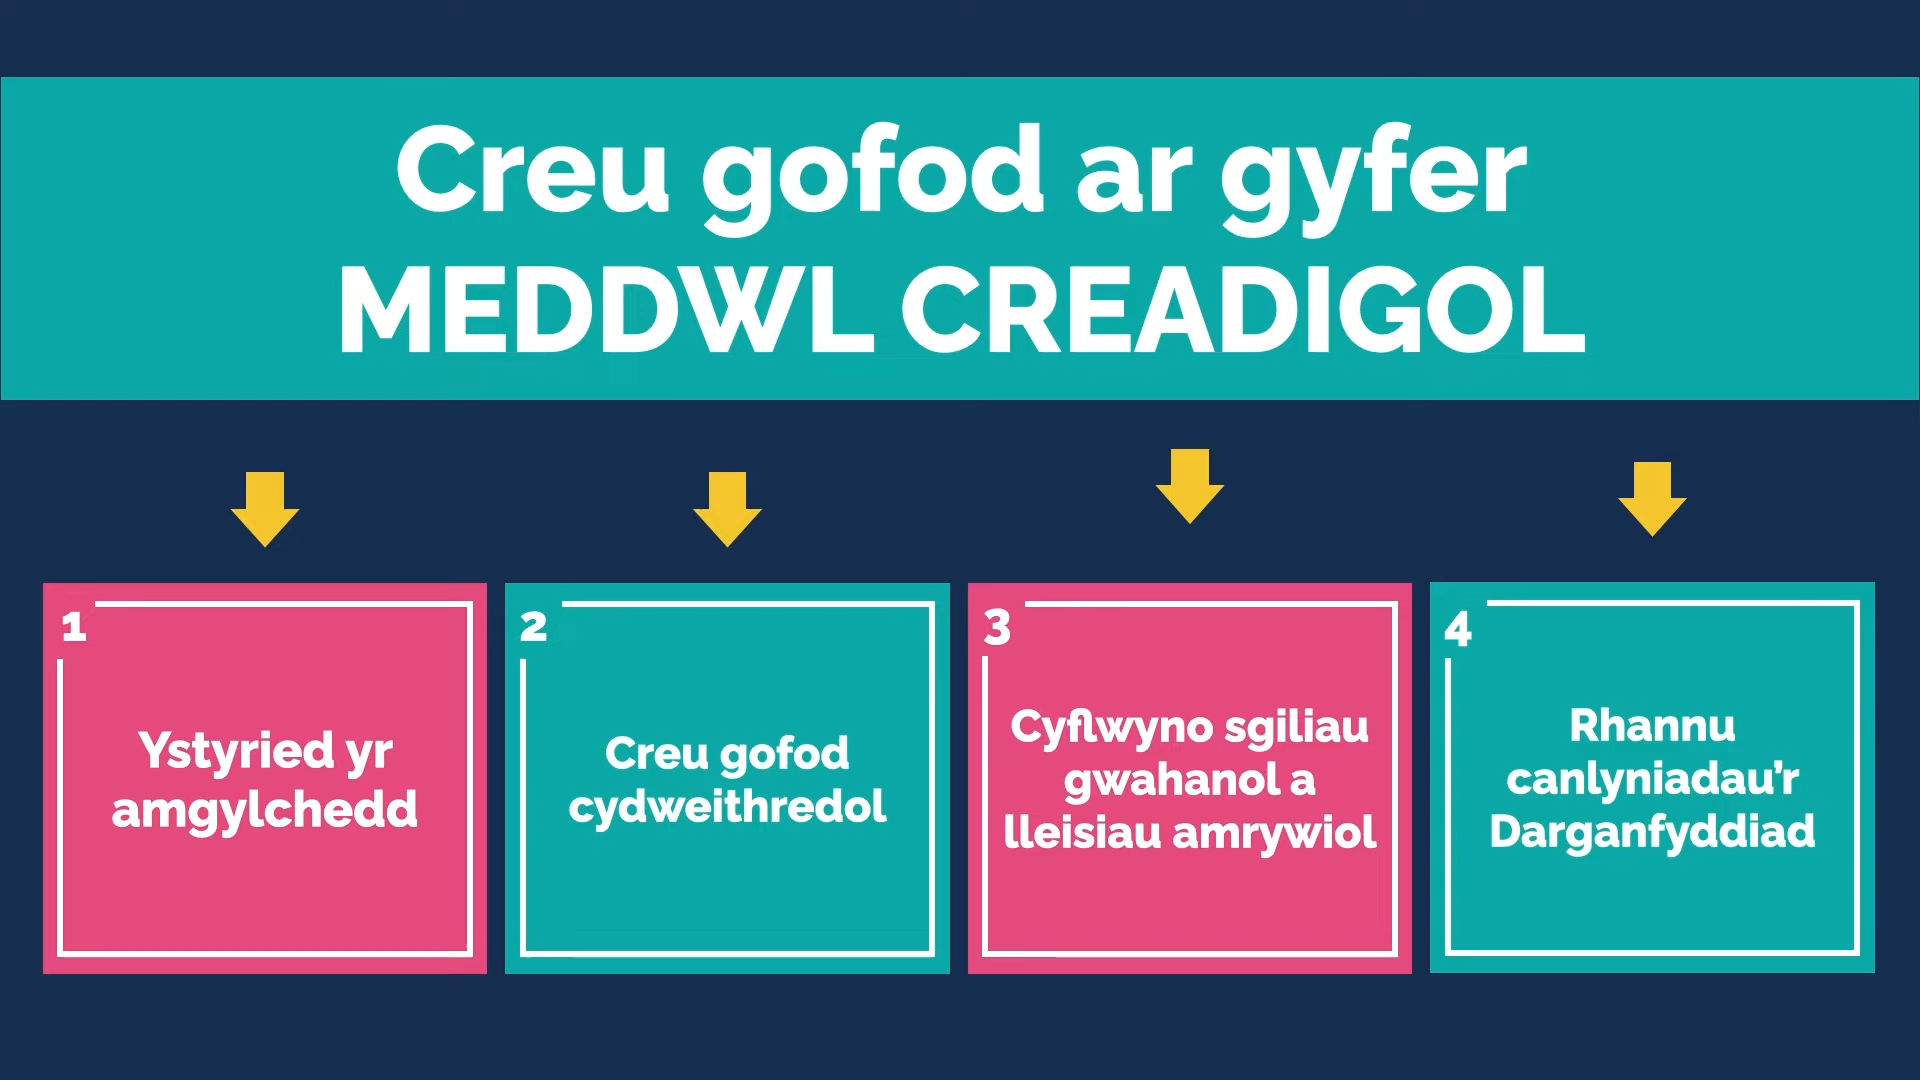 Creu gofod ar gyfer
MEDDWL CREADIGOL
1
Ystyried yr
amgylchedd
2
Creu gofod
cydweithredol
3
Cyflwyno sgiliau
gwahanol a
lleisiau amrywiol
4
Rhannu
canlyniadau’r
Darganfyddiad